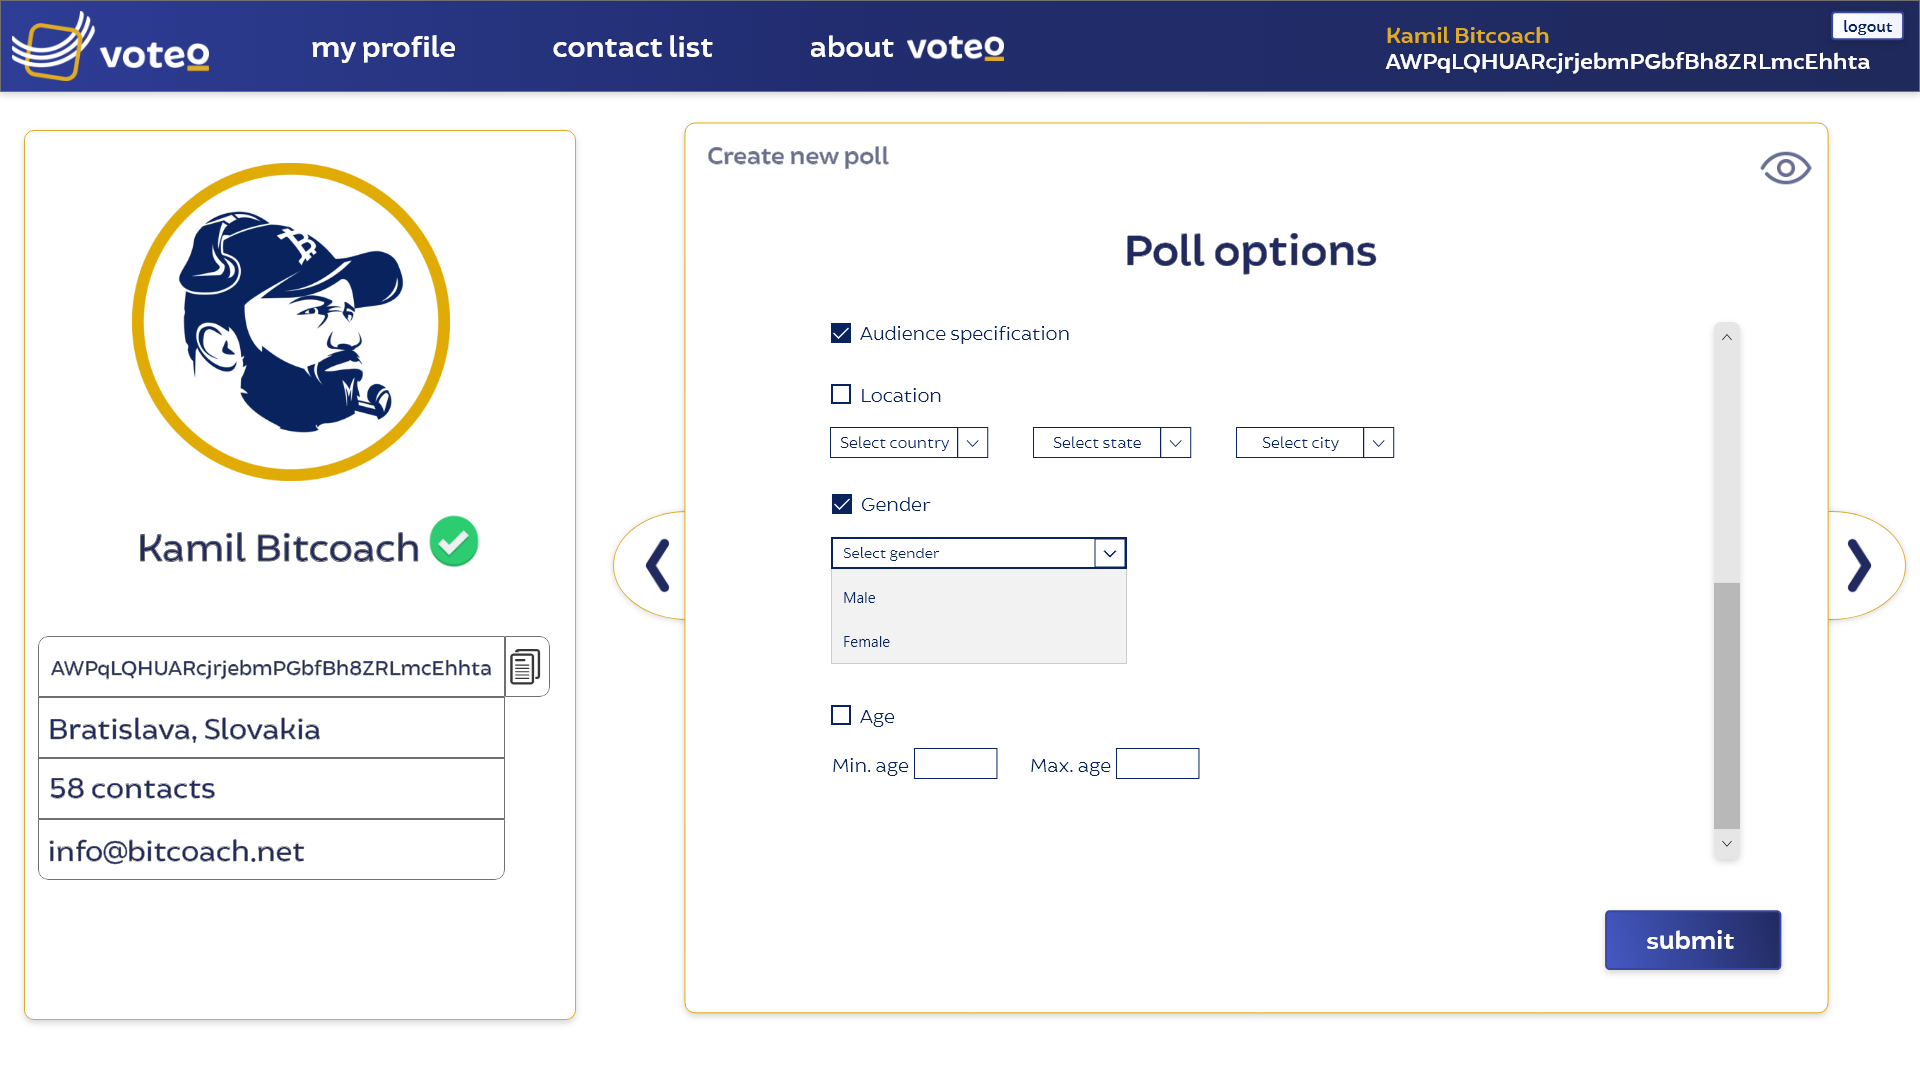 voteo
my profile
contact list
about voteo
Kamil Bitcoach
AWPqLQHUARcjrjebmPGbfBh8ZRLmcEhhta
logout
Kamil Bitcoach
AWPqLQHUARcjrjebmPGbfBh8ZRLmcEhhta
Bratislava, Slovakia
58 contacts
info@bitcoach.net
Create new poll
Poll options
Audience specification
Location
Select country
Select state
Select city
Gender
Select gender
Male
Female
Age
Min. age
Max. age
submit